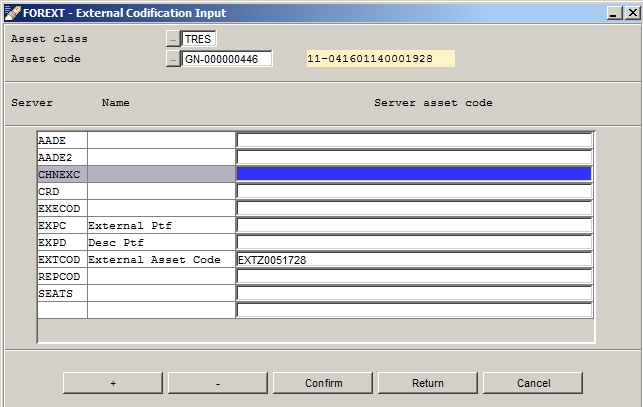 FOREXT - External Codification Input
Asset class ... TRES
Asset code ... GN-000000446 11-041601140001928
Server Name Server asset code
AADE
AADE2
CHNEXC
CRD
EXECOD
EXPC External Ptf
EXPD Desc Ptf
EXTCOD External Asset Code EXTZ0051728
REPCOD
SEATS
+ - Confirm Return Cancel